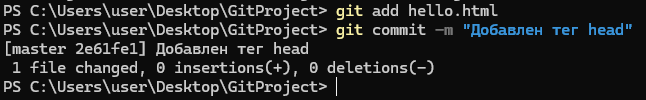 PS C:\Users\user\Desktop\GitProject> git add hello.html
PS C:\Users\user\Desktop\GitProject> git commit -m "Добавлен тег head"
[master 2e61fe1] Добавлен тег head
 1 file changed, 0 insertions(+), 0 deletions(-)
PS C:\Users\user\Desktop\GitProject>